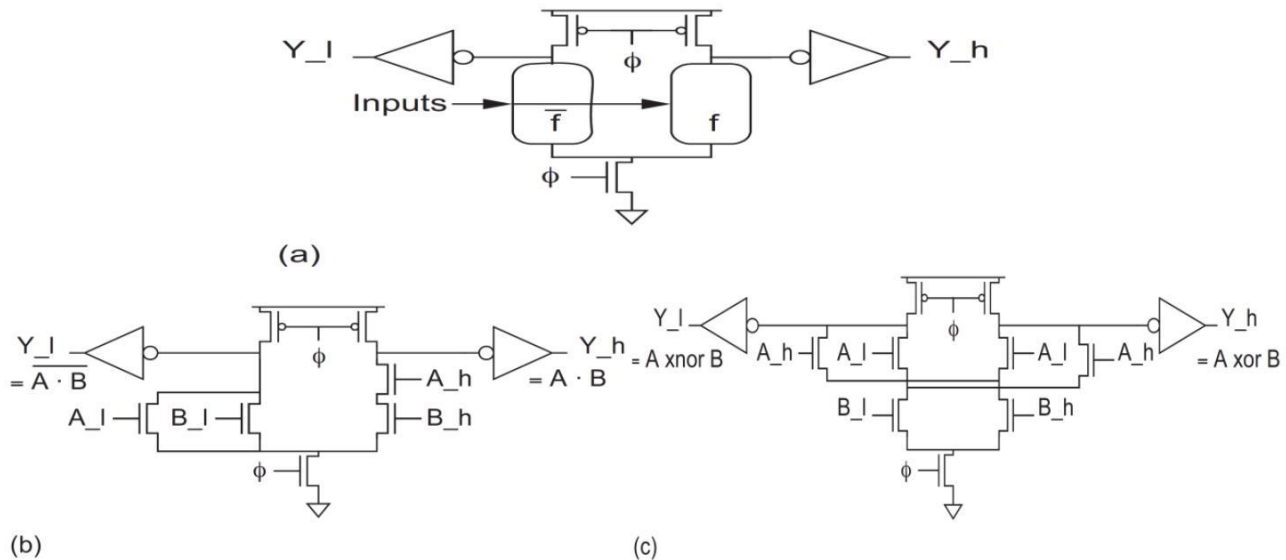 Y_l
Y_h
ϕ
Inputs
f̅
f
ϕ
(a)
Y_l
= A̅ ̅·̅ ̅B̅
ϕ
Y_h
= A · B
A_h
A_l
B_l
B_h
ϕ
(b)
Y_l
= A xnor B
ϕ
Y_h
= A xor B
A_h
A_l
A_l
A_h
B_l
B_h
ϕ
(c)